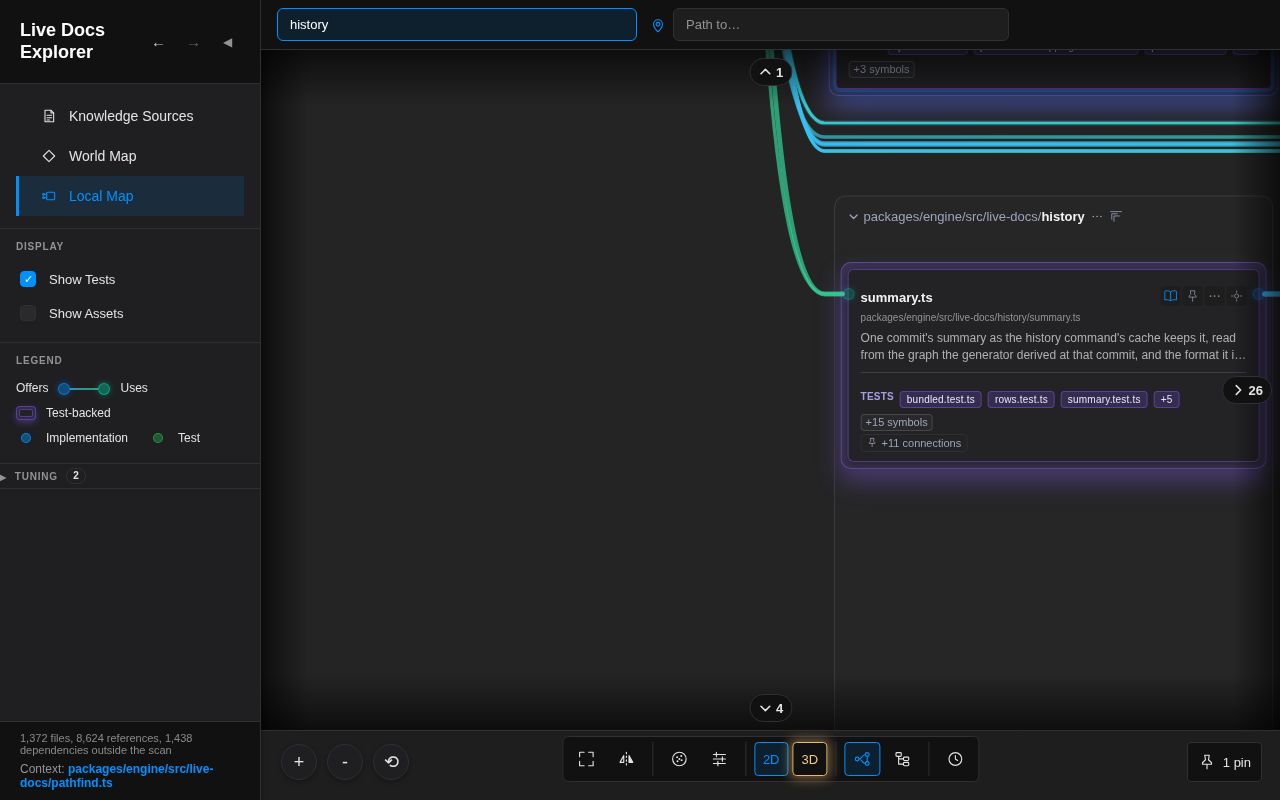 Live Docs
Explorer
← → ◀
history
Path to…
Knowledge Sources
World Map
Local Map
DISPLAY
✓ Show Tests
Show Assets
LEGEND
Offers Uses
Test-backed
Implementation Test
▸ TUNING 2
1,372 files, 8,624 references, 1,438
dependencies outside the scan
Context: packages/engine/src/live-
docs/pathfind.ts
1
+3 symbols
packages/engine/src/live-docs/history ···
summary.ts
packages/engine/src/live-docs/history/summary.ts
One commit's summary as the history command's cache keeps it, read
from the graph the generator derived at that commit, and the format it i…
TESTS bundled.test.ts rows.test.ts summary.test.ts +5
+15 symbols
+11 connections
26
4
+ - ⟲
2D 3D
1 pin